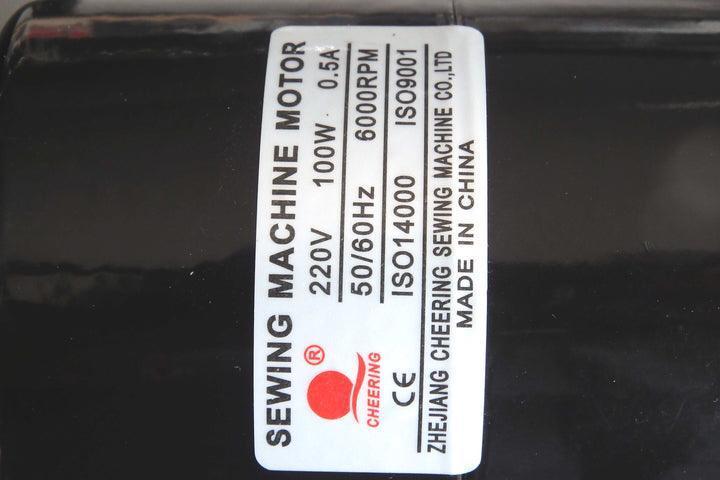 SEWING MACHINE MOTOR
220V 100W 0.5A
50/60Hz 6000RPM
ISO14000 ISO9001
®
CHEERING
CE
ZHEJIANG CHEERING SEWING MACHINE CO.,LTD
MADE IN CHINA